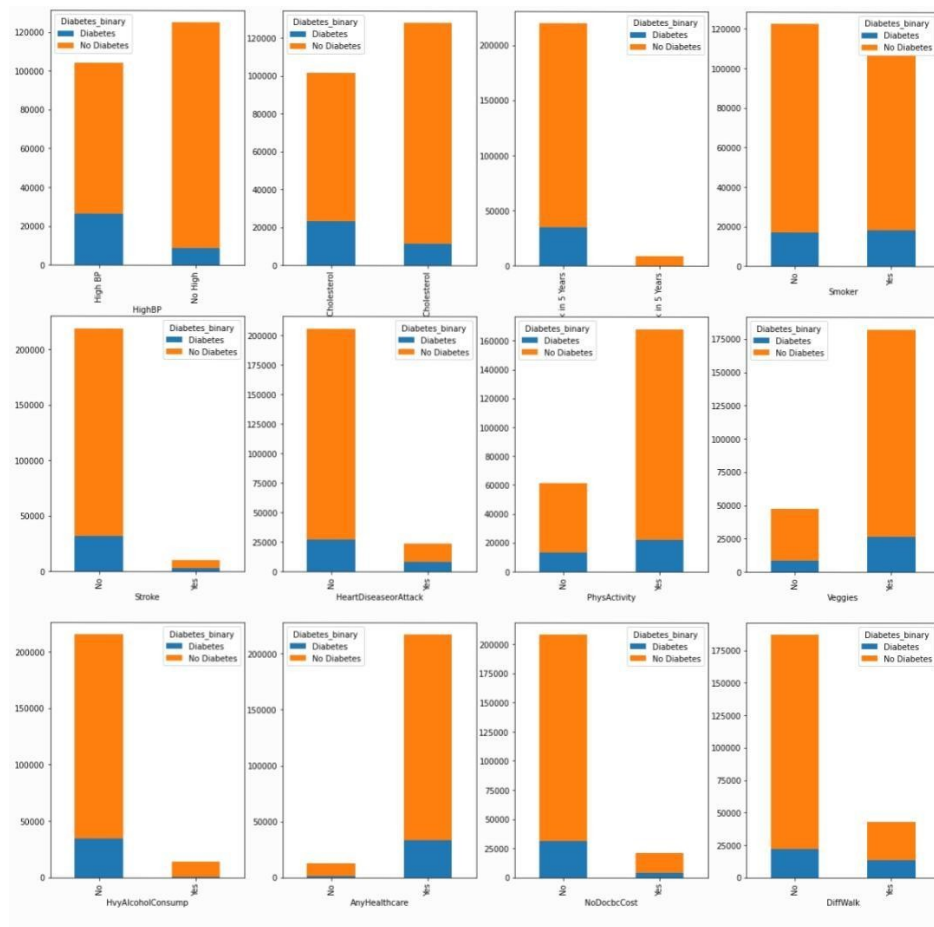 Diabetes_binary
Diabetes
No Diabetes
120000
100000
80000
60000
40000
20000
0
High BP
No High
HighBP
Diabetes_binary
Diabetes
No Diabetes
120000
100000
80000
60000
40000
20000
0
Cholesterol
Cholesterol
Diabetes_binary
Diabetes
No Diabetes
200000
150000
100000
50000
0
k in 5 Years
k in 5 Years
Diabetes_binary
Diabetes
No Diabetes
120000
100000
80000
60000
40000
20000
0
No
Yes
Smoker
Diabetes_binary
Diabetes
No Diabetes
200000
150000
100000
50000
0
No
Yes
Stroke
Diabetes_binary
Diabetes
No Diabetes
200000
175000
150000
125000
100000
75000
50000
25000
0
No
Yes
HeartDiseaseorAttack
Diabetes_binary
Diabetes
No Diabetes
160000
140000
120000
100000
80000
60000
40000
20000
0
No
Yes
PhysActivity
Diabetes_binary
Diabetes
No Diabetes
175000
150000
125000
100000
75000
50000
25000
0
No
Yes
Veggies
Diabetes_binary
Diabetes
No Diabetes
200000
150000
100000
50000
0
No
Yes
HvyAlcoholConsump
Diabetes_binary
Diabetes
No Diabetes
200000
150000
100000
50000
0
No
Yes
AnyHealthcare
Diabetes_binary
Diabetes
No Diabetes
200000
175000
150000
125000
100000
75000
50000
25000
0
No
Yes
NoDocbcCost
Diabetes_binary
Diabetes
No Diabetes
175000
150000
125000
100000
75000
50000
25000
0
No
Yes
DiffWalk